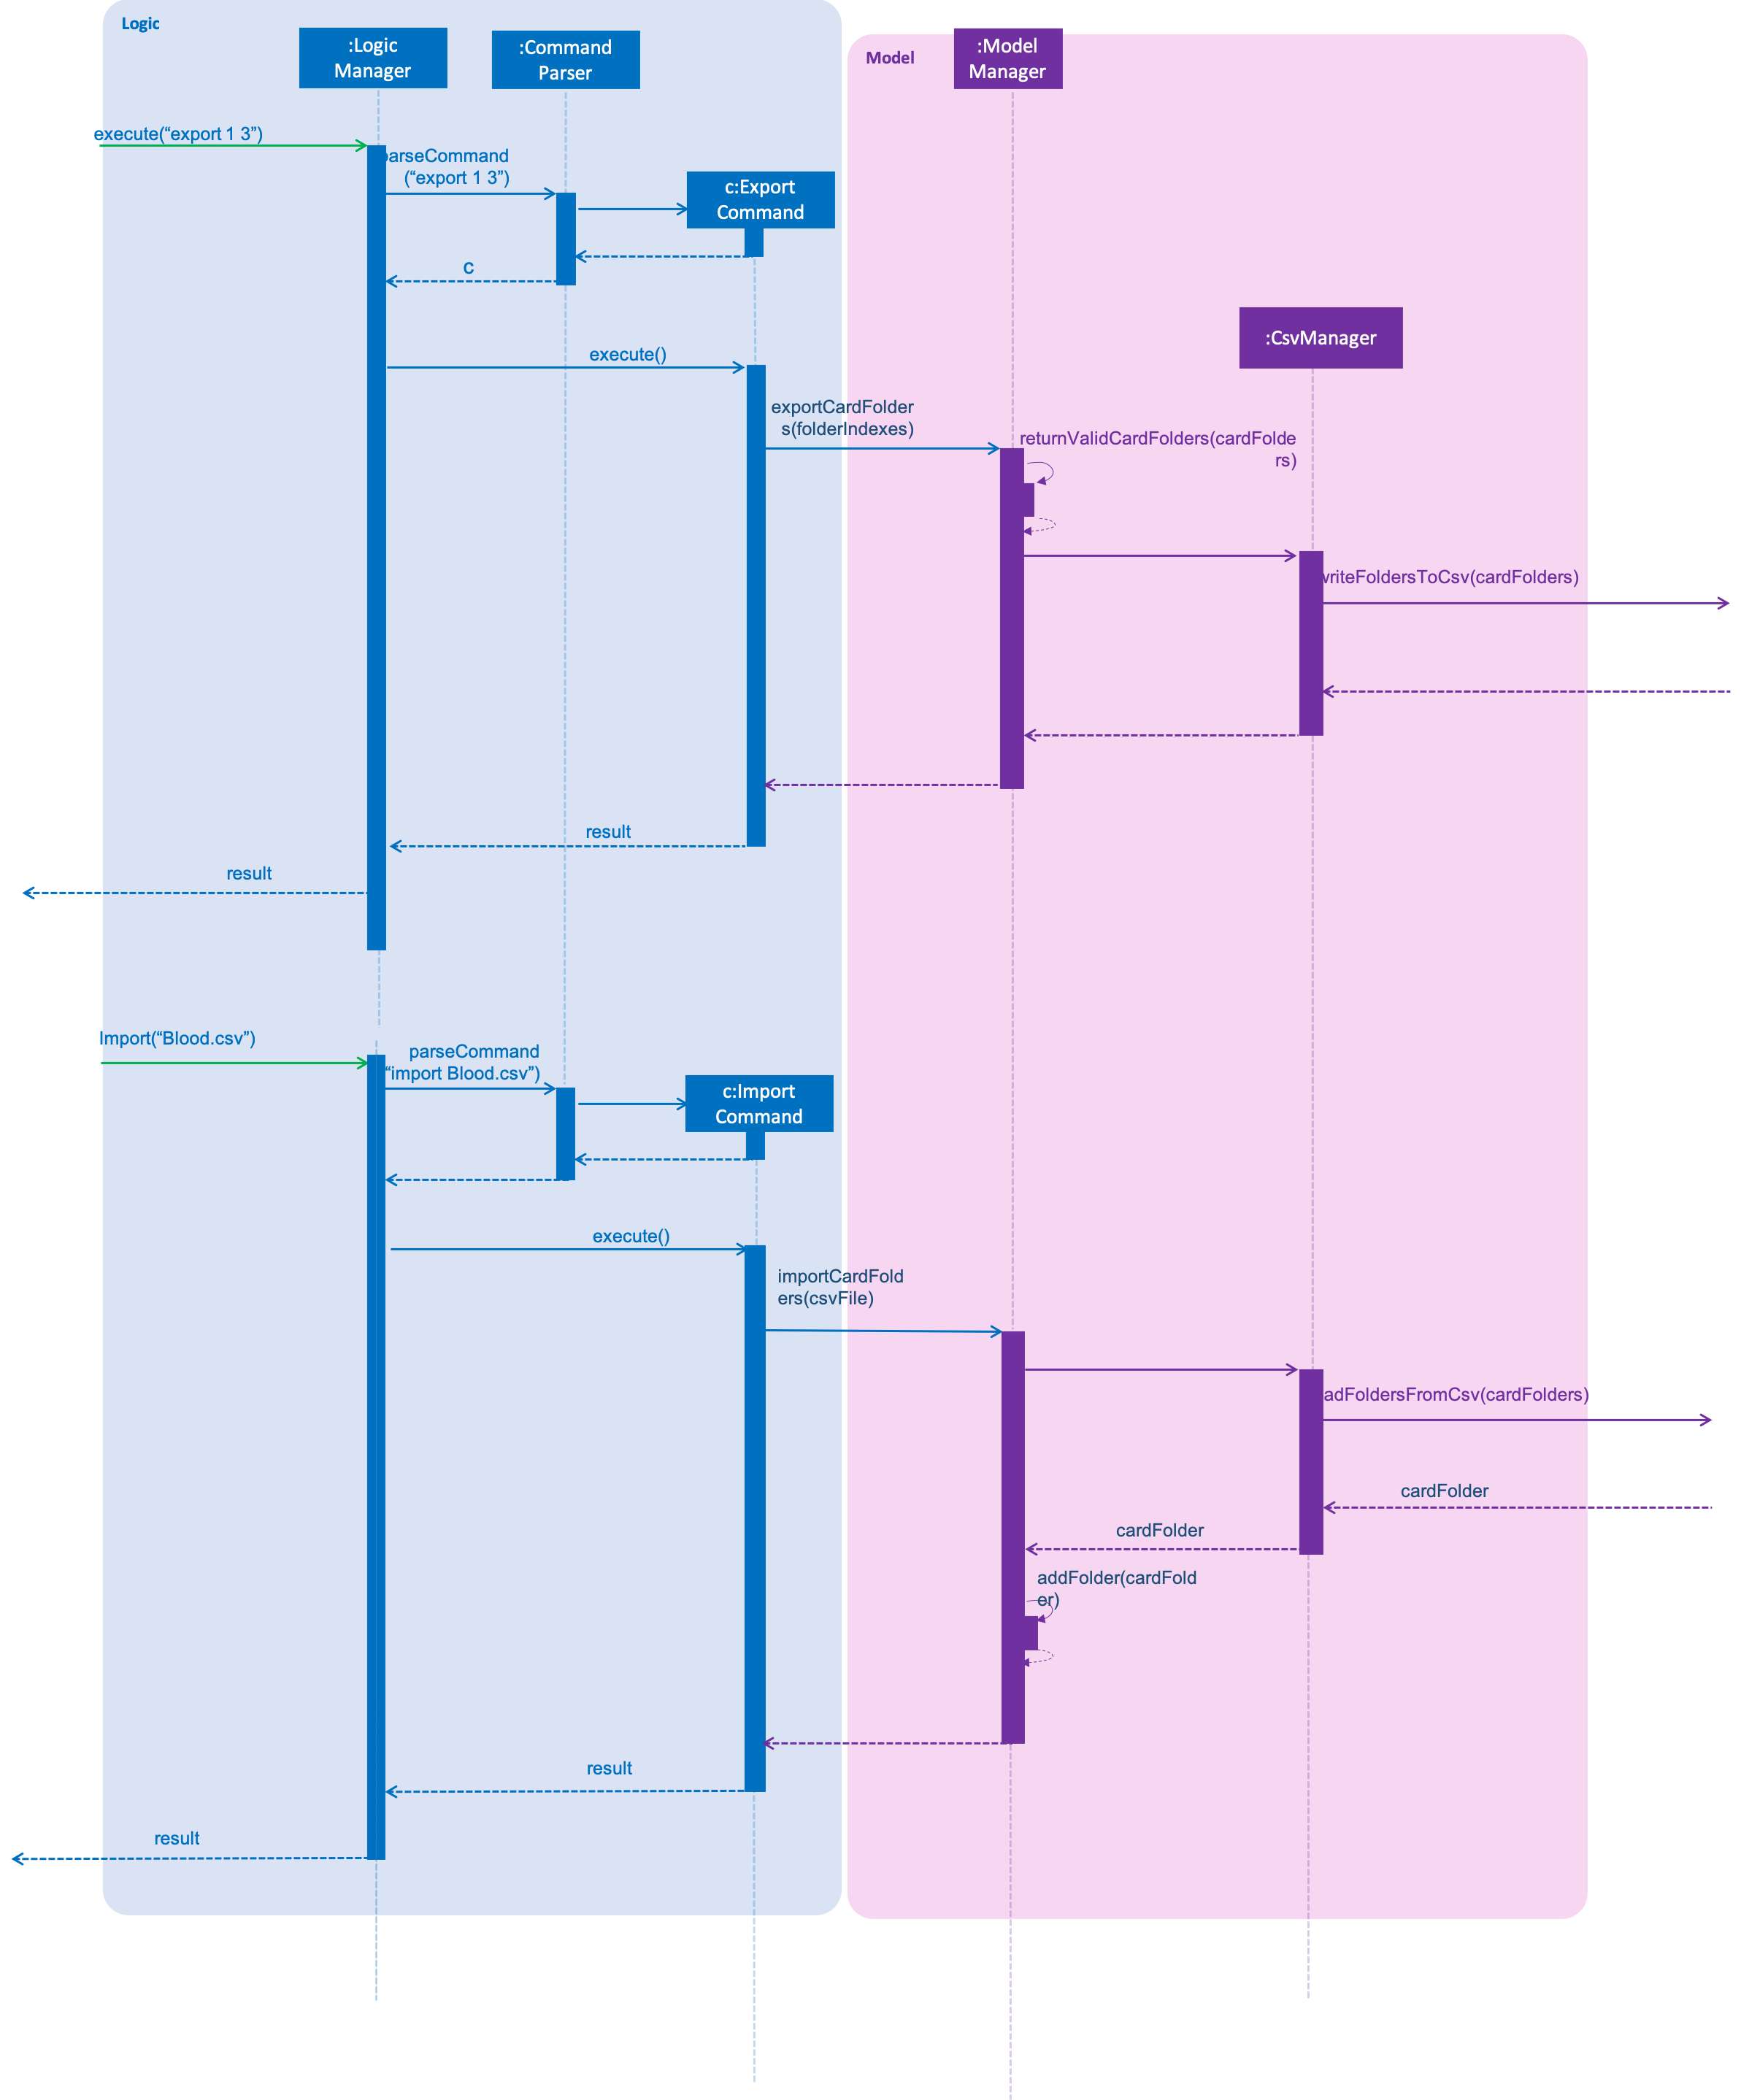 Logic
:Logic
Manager
:Command
Parser
Model
:Model
Manager
execute(“export 1 3”)
parseCommand
(“export 1 3”)
c:Export
Command
c
:CsvManager
execute()
exportCardFolder
s(folderIndexes)
returnValidCardFolders(cardFolde
rs)
writeFoldersToCsv(cardFolders)
result
result
Import(“Blood.csv”)
parseCommand
“import Blood.csv”)
c:Import
Command
execute()
importCardFold
ers(csvFile)
adFoldersFromCsv(cardFolders)
cardFolder
cardFolder
addFolder(cardFold
er)
result
result